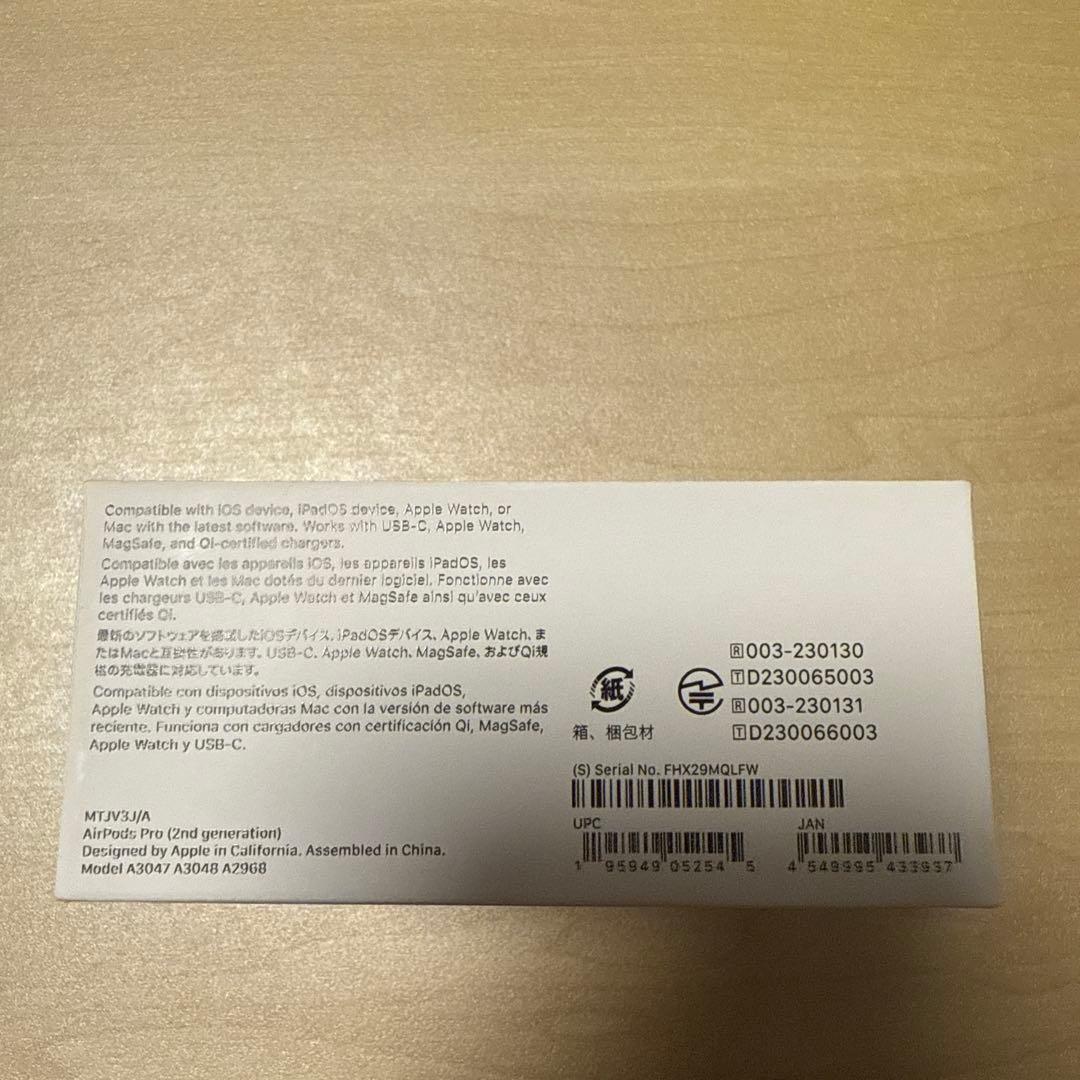 Compatible with iOS device, iPadOS device, Apple Watch, or
Mac with the latest software. Works with USB-C, Apple Watch,
MagSafe, and Qi-certified chargers.
Compatible avec les appareils iOS, les appareils iPadOS, les
Apple Watch et les Mac dotés du dernier logiciel. Fonctionne avec
les chargeurs USB-C, Apple Watch et MagSafe ainsi qu'avec ceux
certifiés Qi.
最新のソフトウェアを搭載したiOSデバイス、iPadOSデバイス、Apple Watch、ま
たはMacと互換性があります。USB-C、Apple Watch、MagSafe、およびQi規
格の充電器に対応しています。
Compatible con dispositivos iOS, dispositivos iPadOS,
Apple Watch y computadoras Mac con la versión de software más
reciente. Funciona con cargadores con certificación Qi, MagSafe,
Apple Watch y USB-C.
MTJV3J/A
AirPods Pro (2nd generation)
Designed by Apple in California. Assembled in China.
Model A3047 A3048 A2968
紙
箱、梱包材
R 003-230130
T D230065003
R 003-230131
T D230066003
(S) Serial No. FHX29MQLFW
UPC
1 95949 05254 5
JAN
4 549995 433937